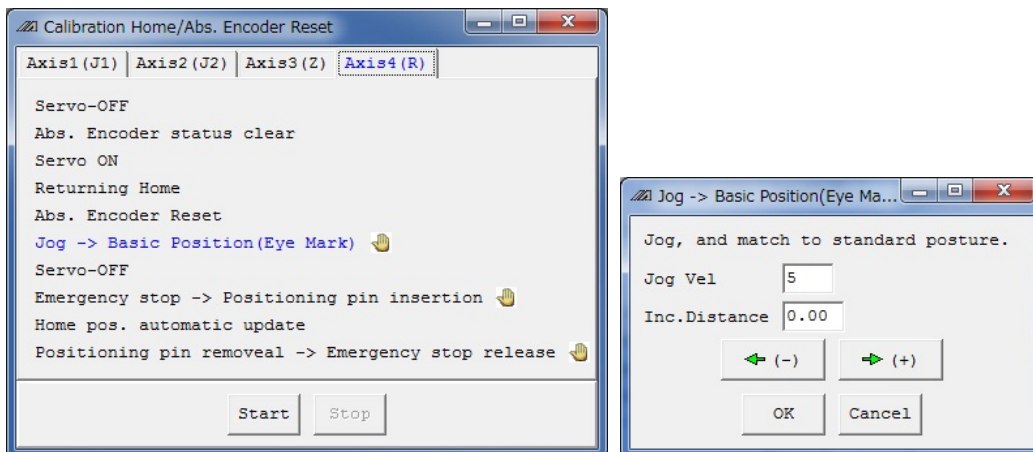 Calibration Home/Abs. Encoder Reset
Axis1(J1) Axis2(J2) Axis3(Z) Axis4(R)
Servo-OFF
Abs. Encoder status clear
Servo ON
Returning Home
Abs. Encoder Reset
Jog -> Basic Position(Eye Mark)
Servo-OFF
Emergency stop -> Positioning pin insertion
Home pos. automatic update
Positioning pin removeal -> Emergency stop release
Start Stop
Jog -> Basic Position(Eye Ma...
Jog, and match to standard posture.
Jog Vel 5
Inc.Distance 0.00
(-) (+)
OK Cancel